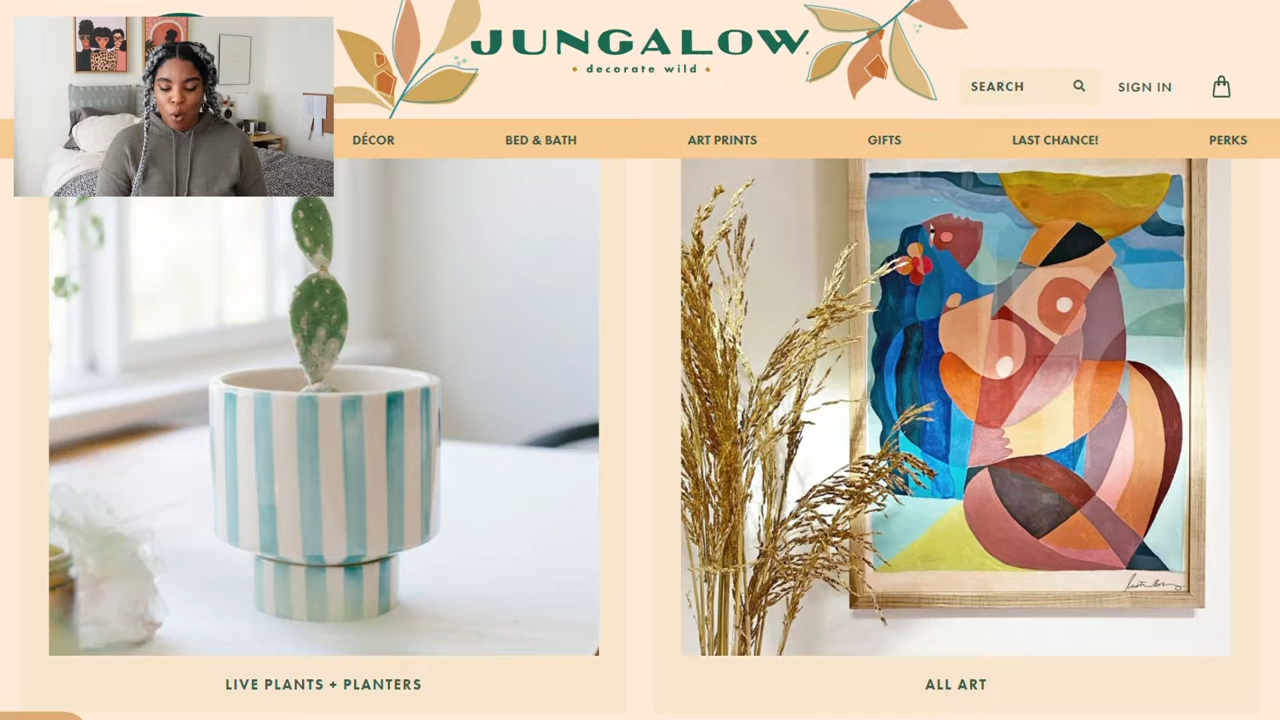 JUNGALOW
• decorate wild •
SEARCH
SIGN IN
DÉCOR
BED & BATH
ART PRINTS
GIFTS
LAST CHANCE!
PERKS
LIVE PLANTS + PLANTERS
ALL ART